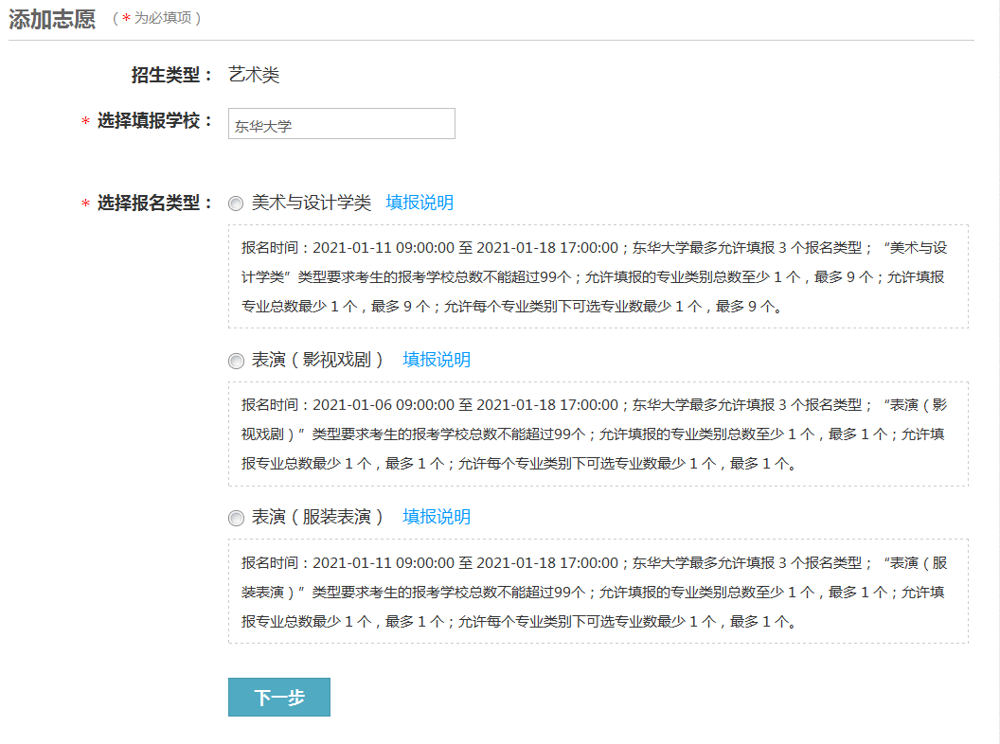 添加志愿 （ * 为必填项 ）
招生类型： 艺术类
* 选择填报学校： 东华大学
* 选择报名类型： 美术与设计学类 填报说明
报名时间：2021-01-11 09:00:00 至 2021-01-18 17:00:00；东华大学最多允许填报 3 个报名类型；“美术与设
计学类”类型要求考生的报考学校总数不能超过99个；允许填报的专业类别总数至少 1 个，最多 9 个；允许填报
专业总数最少 1 个，最多 9 个；允许每个专业类别下可选专业数最少 1 个，最多 9 个。
表演（影视戏剧） 填报说明
报名时间：2021-01-06 09:00:00 至 2021-01-18 17:00:00；东华大学最多允许填报 3 个报名类型；“表演（影
视戏剧）”类型要求考生的报考学校总数不能超过99个；允许填报的专业类别总数至少 1 个，最多 1 个；允许填
报专业总数最少 1 个，最多 1 个；允许每个专业类别下可选专业数最少 1 个，最多 1 个。
表演（服装表演） 填报说明
报名时间：2021-01-11 09:00:00 至 2021-01-18 17:00:00；东华大学最多允许填报 3 个报名类型；“表演（服
装表演）”类型要求考生的报考学校总数不能超过99个；允许填报的专业类别总数至少 1 个，最多 1 个；允许填
报专业总数最少 1 个，最多 1 个；允许每个专业类别下可选专业数最少 1 个，最多 1 个。
下一步